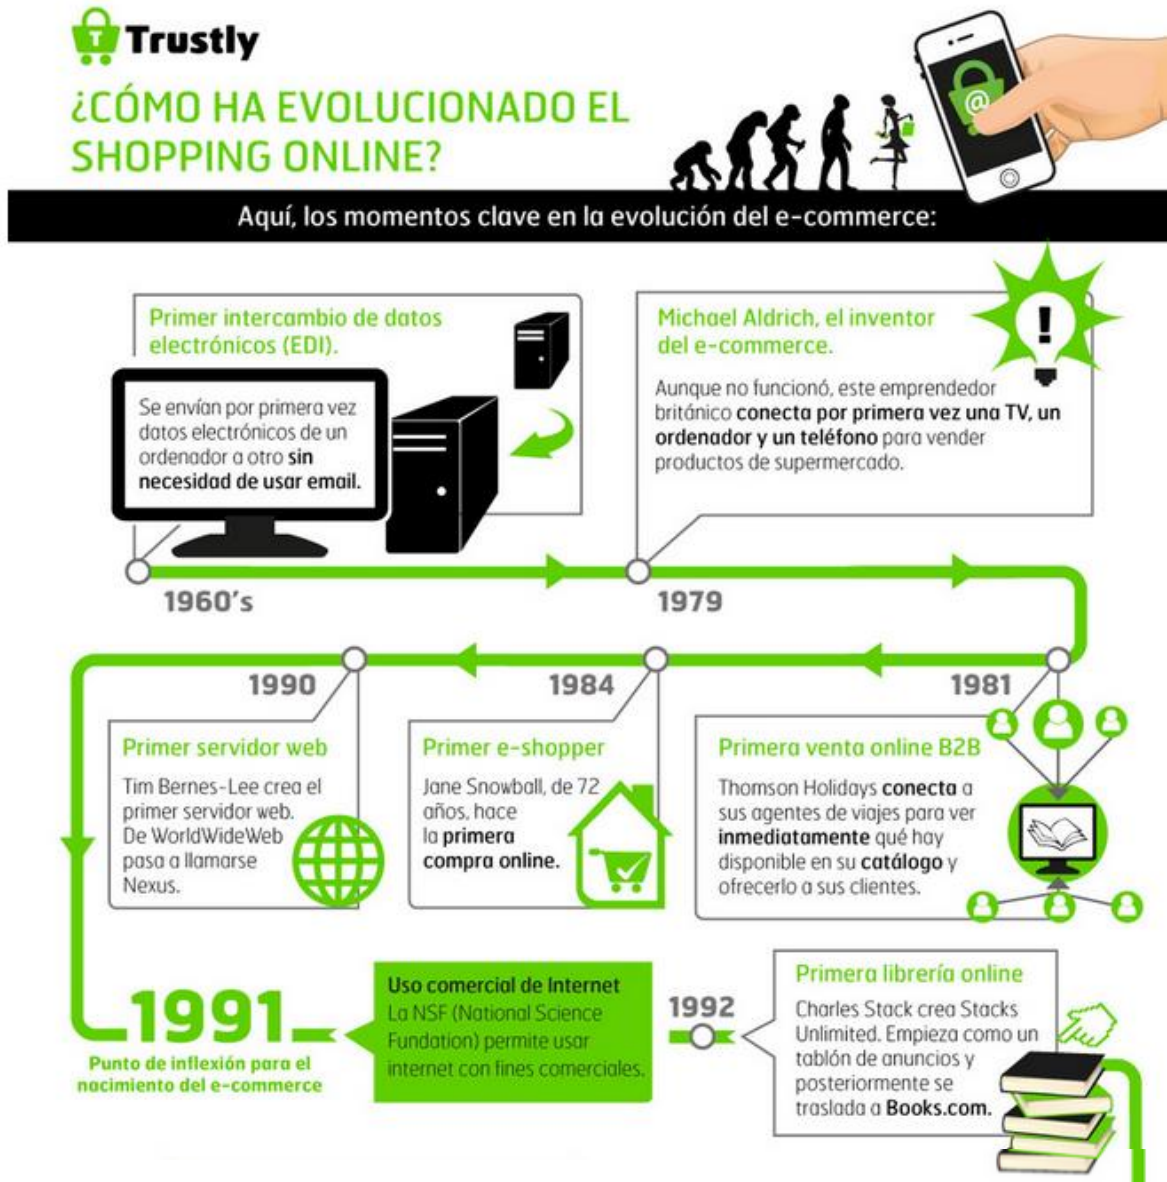 Trustly
¿CÓMO HA EVOLUCIONADO EL
SHOPPING ONLINE?
@
Aquí, los momentos clave en la evolución del e-commerce:
Primer intercambio de datos
electrónicos (EDI).
Se envían por primera vez
datos electrónicos de un
ordenador a otro sin
necesidad de usar email.
1960's
Michael Aldrich, el inventor
del e-commerce.
!
Aunque no funcionó, este emprendedor
británico conecta por primera vez una TV, un
ordenador y un teléfono para vender
productos de supermercado.
1979
1981
Primera venta online B2B
Thomson Holidays conecta a
sus agentes de viajes para ver
inmediatamente qué hay
disponible en su catálogo y
ofrecerlo a sus clientes.
1984
Primer e-shopper
Jane Snowball, de 72
años, hace
la primera
compra online.
1990
Primer servidor web
Tim Bernes-Lee crea el
primer servidor web.
De WorldWideWeb
pasa a llamarse
Nexus.
1991
Punto de inflexión para el
nacimiento del e-commerce
Uso comercial de Internet
La NSF (National Science
Fundation) permite usar
internet con fines comerciales.
1992
Primera librería online
Charles Stack crea Stacks
Unlimited. Empieza como un
tablón de anuncios y
posteriormente se
traslada a Books.com.